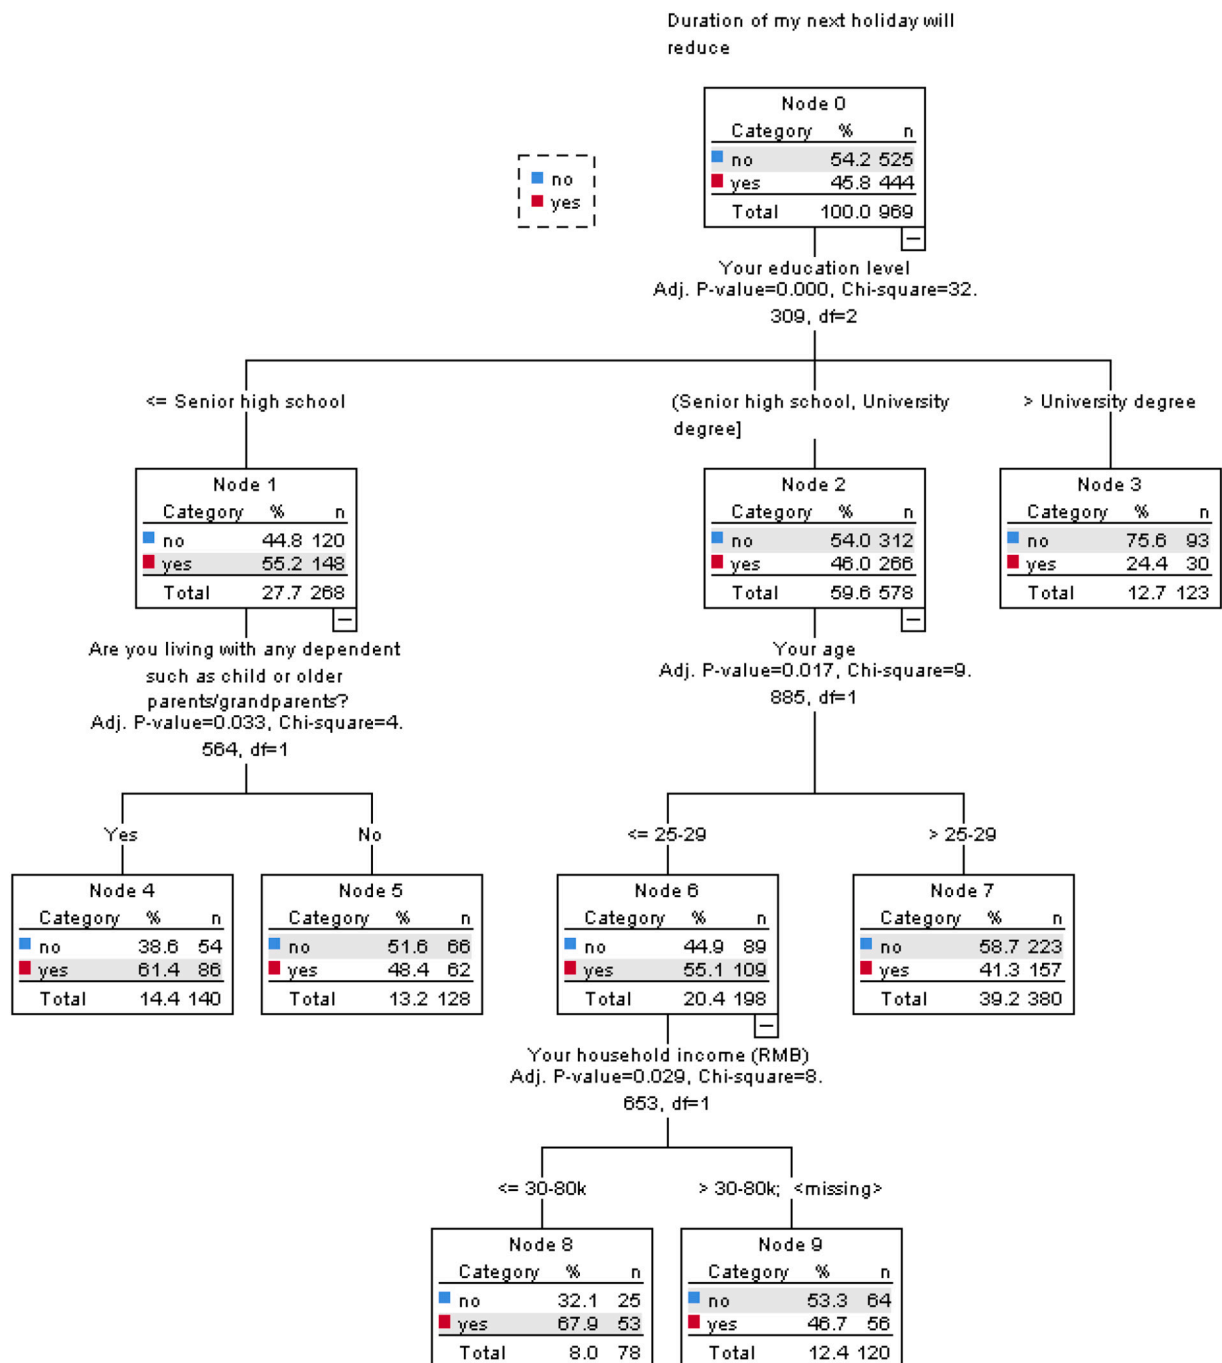 Duration of my next holiday will
reduce
Node 0
Category % n
no 54.2 525
yes 45.8 444
Total 100.0 969
no
yes
Your education level
Adj. P-value=0.000, Chi-square=32.
309, df=2
<= Senior high school
(Senior high school, University
degree]
> University degree
Node 1
Category % n
no 44.8 120
yes 55.2 148
Total 27.7 268
Node 2
Category % n
no 54.0 312
yes 46.0 266
Total 59.6 578
Node 3
Category % n
no 75.6 93
yes 24.4 30
Total 12.7 123
Are you living with any dependent
such as child or older
parents/grandparents?
Adj. P-value=0.033, Chi-square=4.
564, df=1
Your age
Adj. P-value=0.017, Chi-square=9.
885, df=1
Yes
No
<= 25-29
> 25-29
Node 4
Category % n
no 38.6 54
yes 61.4 86
Total 14.4 140
Node 5
Category % n
no 51.6 66
yes 48.4 62
Total 13.2 128
Node 6
Category % n
no 44.9 89
yes 55.1 109
Total 20.4 198
Node 7
Category % n
no 58.7 223
yes 41.3 157
Total 39.2 380
Your household income (RMB)
Adj. P-value=0.029, Chi-square=8.
653, df=1
<= 30-80k
> 30-80k; <missing>
Node 8
Category % n
no 32.1 25
yes 67.9 53
Total 8.0 78
Node 9
Category % n
no 53.3 64
yes 46.7 56
Total 12.4 120